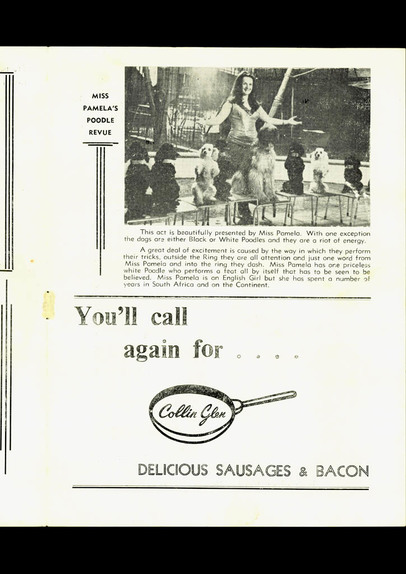 MISS
PAMELA'S
POODLE
REVUE
This act is beautifully presented by Miss Pamela. With one exception
the dogs are either Black or White Poodles and they are a riot of energy.
A great deal of excitement is caused by the way in which they perform
their tricks, outside the Ring they are all attention and just one word from
Miss Pamela and into the ring they dash. Miss Pamela has one priceless
white Poodle who performs a feat all by itself that has to be seen to be
believed. Miss Pamela is an English Girl but she has spent a number of
years in South Africa and on the Continent.
You'll call
again for . . . .
Collin Glen
DELICIOUS SAUSAGES & BACON